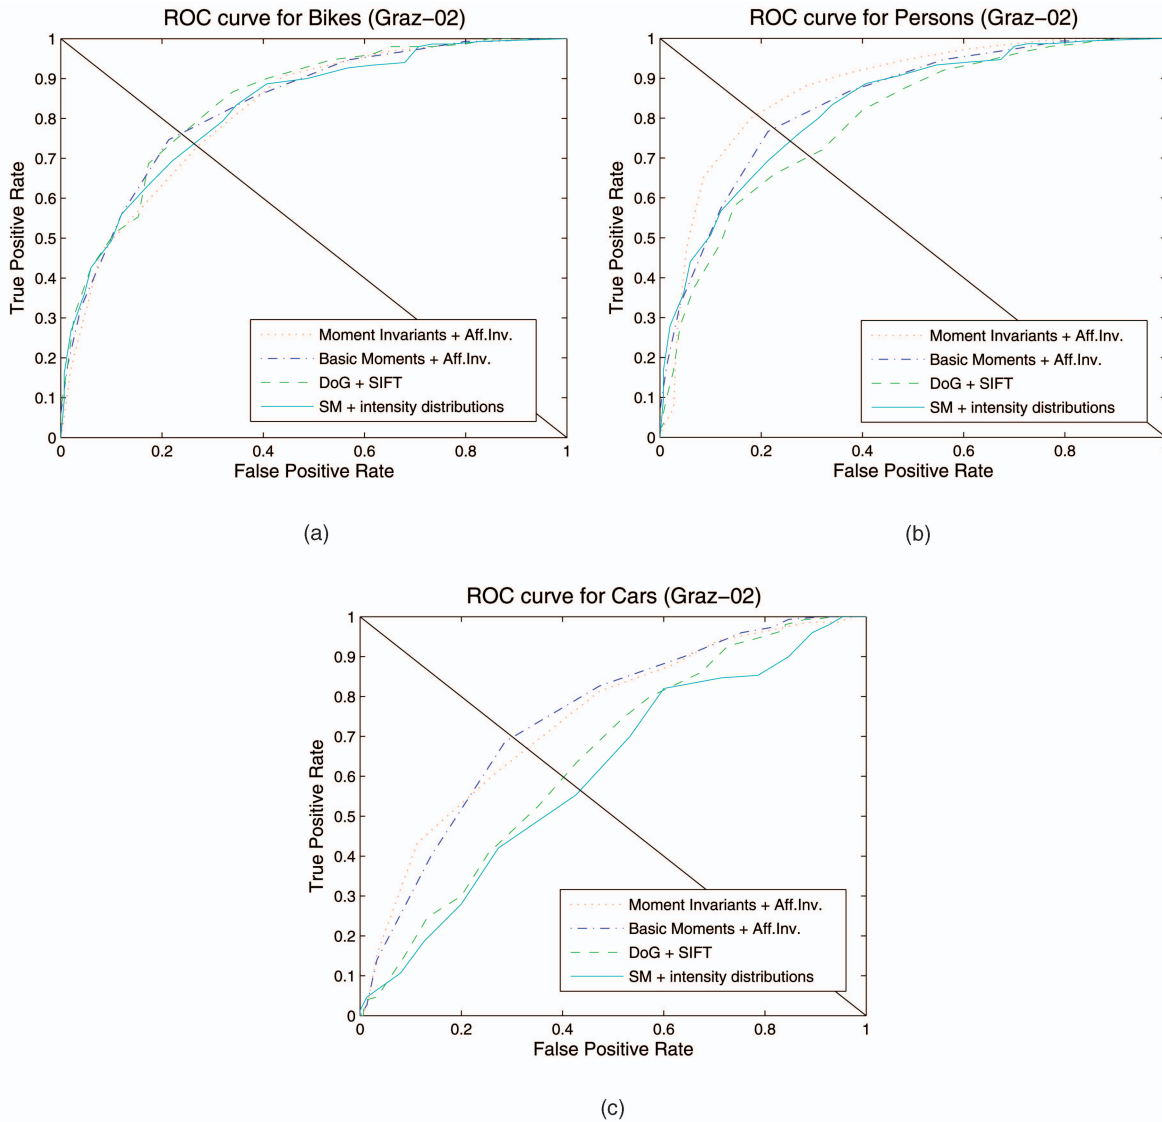 ROC curve for Bikes (Graz−02)
1
0.9
0.8
0.7
0.6
0.5
0.4
0.3
0.2
0.1
0
True Positive Rate
Moment Invariants + Aff.Inv.
Basic Moments + Aff.Inv.
DoG + SIFT
SM + intensity distributions
0 0.2 0.4 0.6 0.8 1
False Positive Rate
(a)
ROC curve for Persons (Graz−02)
1
0.9
0.8
0.7
0.6
0.5
0.4
0.3
0.2
0.1
0
True Positive Rate
Moment Invariants + Aff.Inv.
Basic Moments + Aff.Inv.
DoG + SIFT
SM + intensity distributions
0 0.2 0.4 0.6 0.8
False Positive Rate
(b)
ROC curve for Cars (Graz−02)
1
0.9
0.8
0.7
0.6
0.5
0.4
0.3
0.2
0.1
0
True Positive Rate
Moment Invariants + Aff.Inv.
Basic Moments + Aff.Inv.
DoG + SIFT
SM + intensity distributions
0 0.2 0.4 0.6 0.8 1
False Positive Rate
(c)